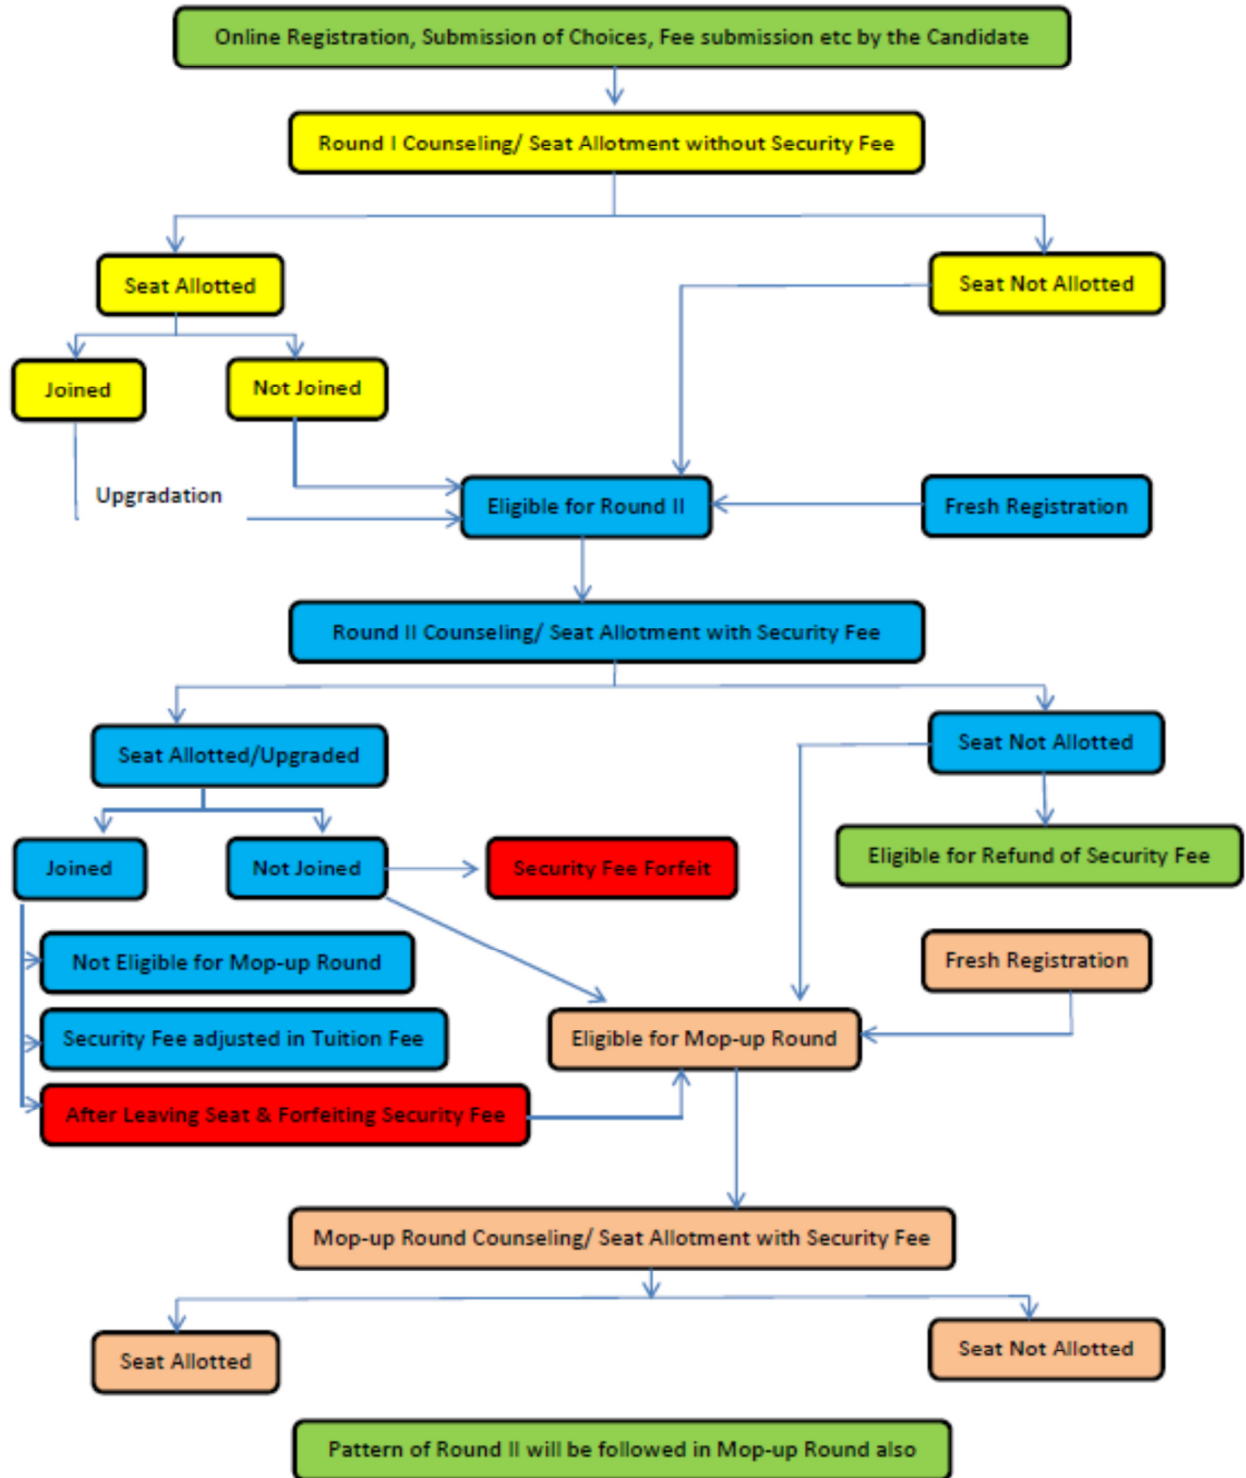 Online Registration, Submission of Choices, Fee submission etc by the Candidate
Round I Counseling/ Seat Allotment without Security Fee
Seat Allotted
Seat Not Allotted
Joined
Not Joined
Upgradation
Eligible for Round II
Fresh Registration
Round II Counseling/ Seat Allotment with Security Fee
Seat Allotted/Upgraded
Seat Not Allotted
Joined
Not Joined
Security Fee Forfeit
Eligible for Refund of Security Fee
Not Eligible for Mop-up Round
Fresh Registration
Security Fee adjusted in Tuition Fee
Eligible for Mop-up Round
After Leaving Seat & Forfeiting Security Fee
Mop-up Round Counseling/ Seat Allotment with Security Fee
Seat Allotted
Seat Not Allotted
Pattern of Round II will be followed in Mop-up Round also